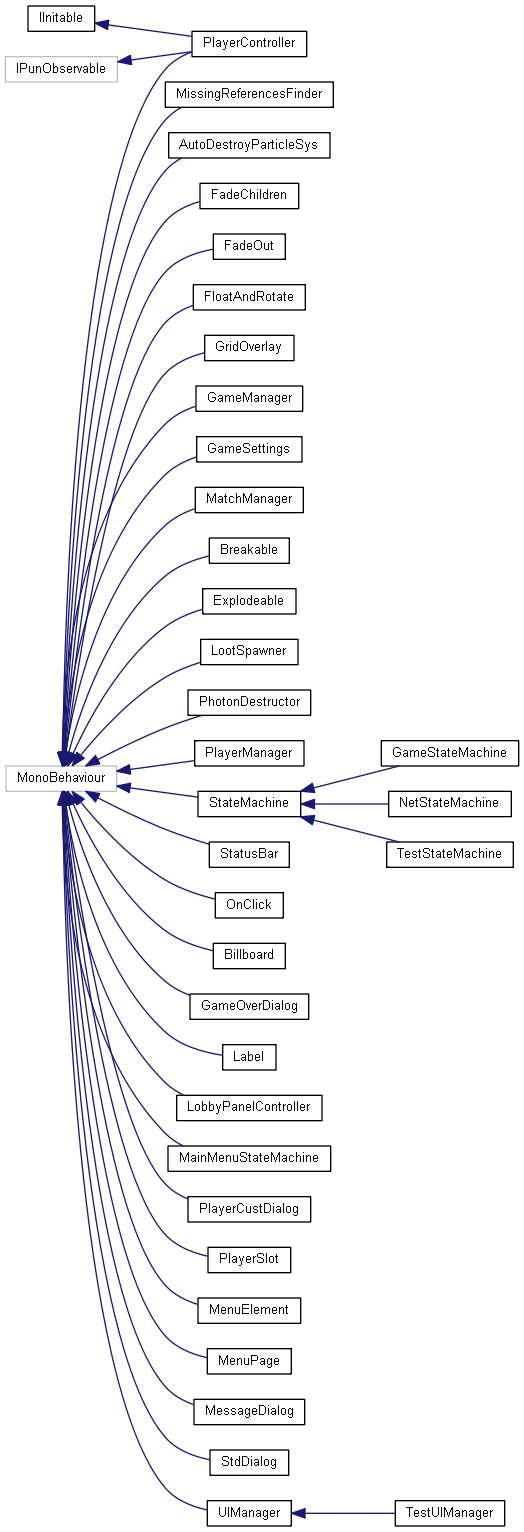 IInitable
PlayerController
IPunObservable
MissingReferencesFinder
AutoDestroyParticleSys
FadeChildren
FadeOut
FloatAndRotate
GridOverlay
GameManager
GameSettings
MatchManager
Breakable
Explodeable
LootSpawner
PhotonDestructor
PlayerManager
GameStateMachine
MonoBehaviour
StateMachine
NetStateMachine
StatusBar
TestStateMachine
OnClick
Billboard
GameOverDialog
Label
LobbyPanelController
MainMenuStateMachine
PlayerCustDialog
PlayerSlot
MenuElement
MenuPage
MessageDialog
StdDialog
UIManager
TestUIManager